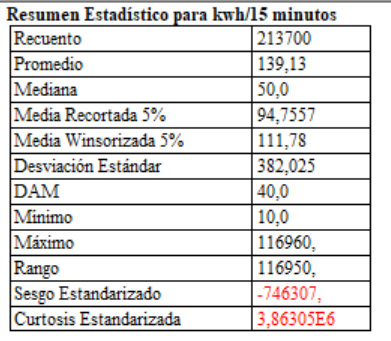 Resumen Estadístico para kwh/15 minutos
Recuento 213700
Promedio 139,13
Mediana 50,0
Media Recortada 5% 94,7557
Media Winsorizada 5% 111,78
Desviación Estándar 382,025
DAM 40,0
Mínimo 10,0
Máximo 116960,
Rango 116950,
Sesgo Estandarizado -746307,
Curtosis Estandarizada 3,86305E6